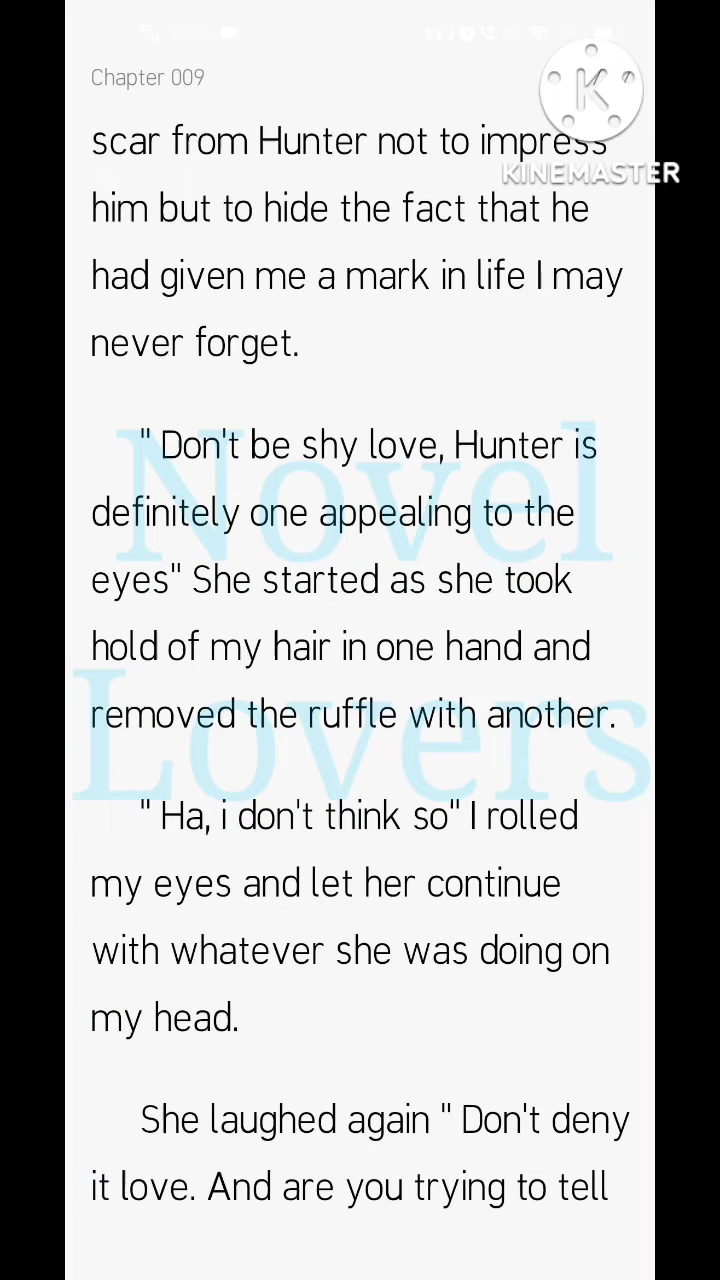 Chapter 009
K
KINEMASTER
scar from Hunter not to impress
him but to hide the fact that he
had given me a mark in life I may
never forget.
" Don't be shy love, Hunter is
definitely one appealing to the
eyes" She started as she took
hold of my hair in one hand and
removed the ruffle with another.
" Ha, i don't think so" I rolled
my eyes and let her continue
with whatever she was doing on
my head.
She laughed again " Don't deny
it love. And are you trying to tell
Novel
Lovers